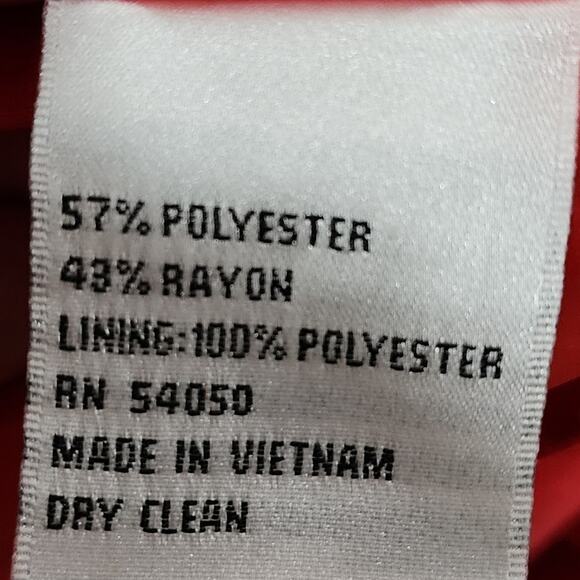 57% POLYESTER
43% RAYON
LINING:100% POLYESTER
RN 54050
MADE IN VIETNAM
DRY CLEAN